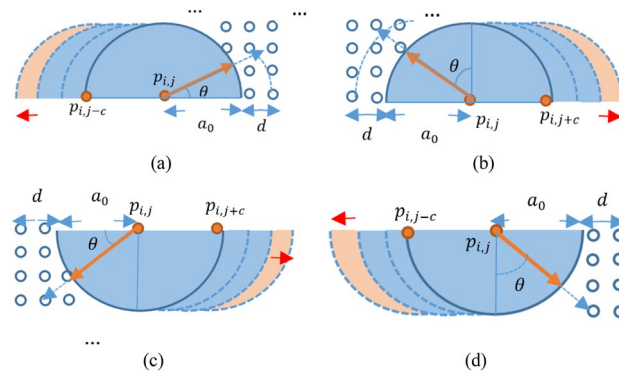 ... ... ...
p_{i,j} θ
p_{i,j-c} a_0 d
(a)
θ
d a_0 p_{i,j} p_{i,j+c}
(b)
d a_0 p_{i,j} p_{i,j+c}
θ
...
(c)
p_{i,j-c} p_{i,j} a_0 d
θ
(d)